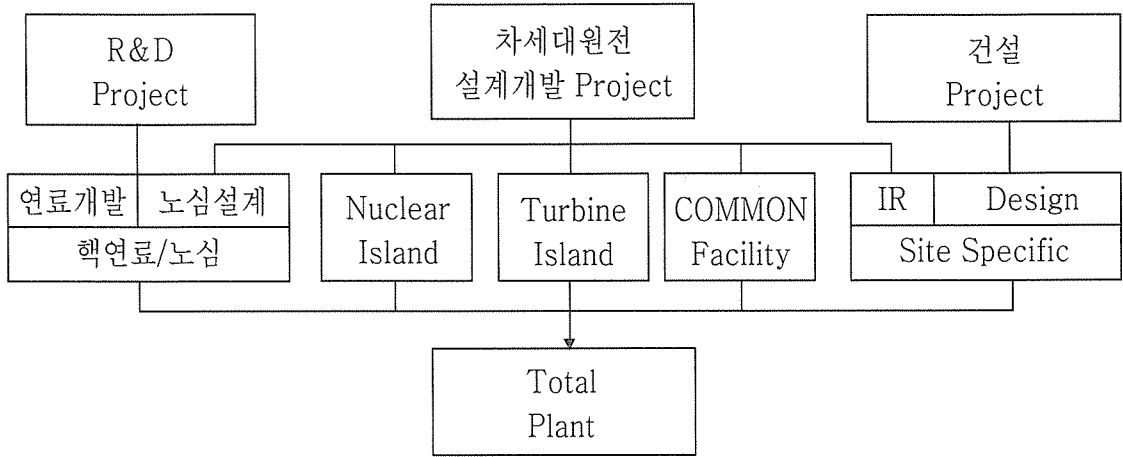 R&D
Project
차세대원전
설계개발 Project
건설
Project
연료개발
노심설계
핵연료/노심
Nuclear
Island
Turbine
Island
COMMON
Facility
IR
Design
Site Specific
Total
Plant